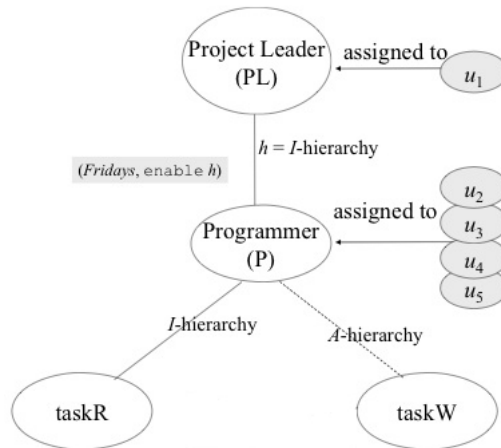 Project Leader
(PL)
assigned to
u1
h = I-hierarchy
(Fridays, enable h)
u2
assigned to
u3
Programmer
(P)
u4
u5
I-hierarchy
A-hierarchy
taskR
taskW